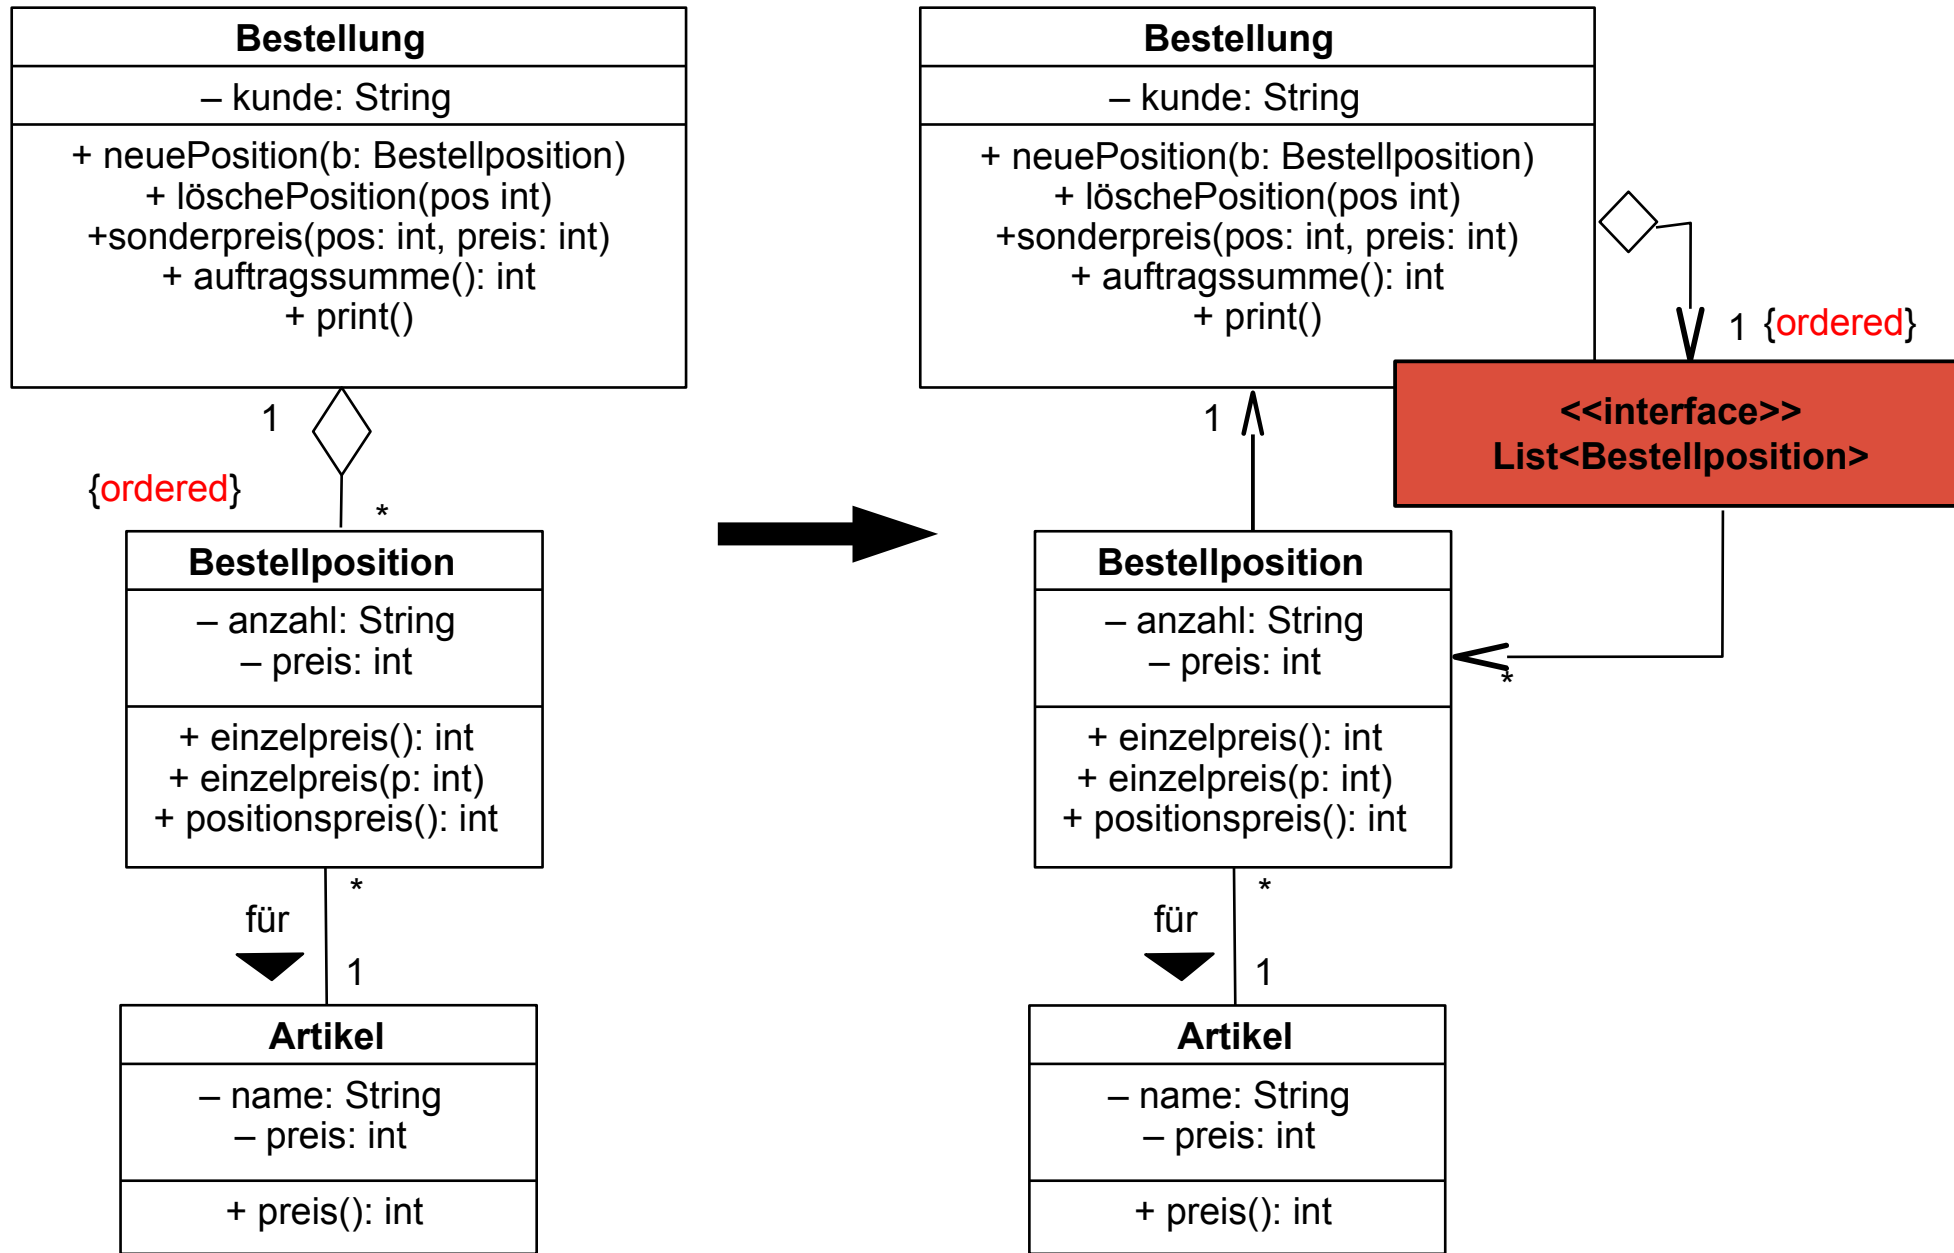 Bestellung
– kunde: String
+ neuePosition(b: Bestellposition)
+ löschePosition(pos int)
+sonderpreis(pos: int, preis: int)
+ auftragssumme(): int
+ print()
1
{ordered}
*
Bestellposition
– anzahl: String
– preis: int
+ einzelpreis(): int
+ einzelpreis(p: int)
+ positionspreis(): int
*
für
1
Artikel
– name: String
– preis: int
+ preis(): int
Bestellung
– kunde: String
+ neuePosition(b: Bestellposition)
+ löschePosition(pos int)
+sonderpreis(pos: int, preis: int)
+ auftragssumme(): int
+ print()
1 {ordered}
<<interface>>
List<Bestellposition>
1
Bestellposition
– anzahl: String
– preis: int
*
+ einzelpreis(): int
+ einzelpreis(p: int)
+ positionspreis(): int
*
für
1
Artikel
– name: String
– preis: int
+ preis(): int